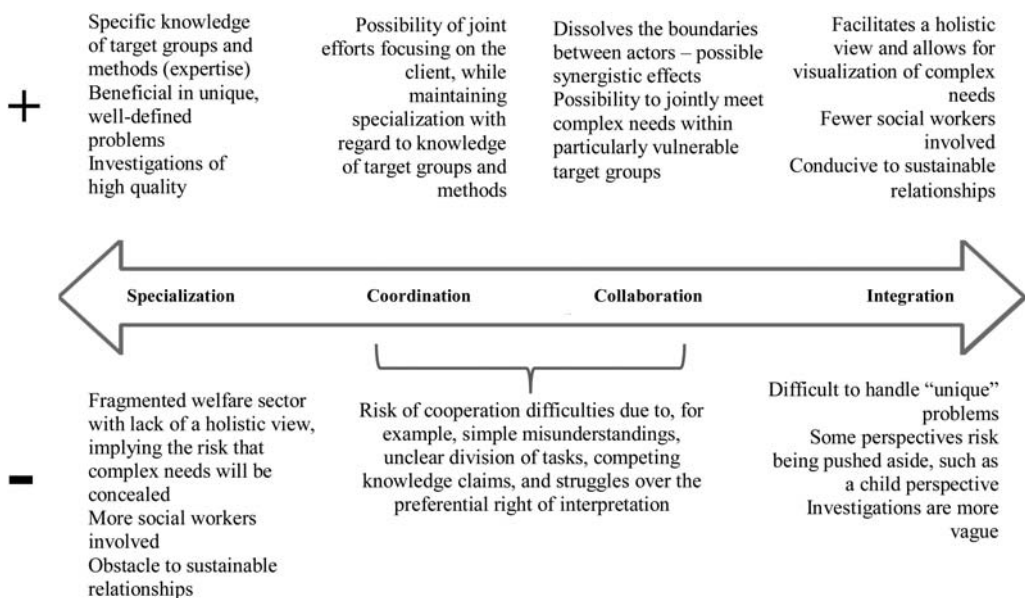 +
Specific knowledge
of target groups and
methods (expertise)
Beneficial in unique,
well-defined
problems
Investigations of
high quality
Possibility of joint
efforts focusing on the
client, while
maintaining
specialization with
regard to knowledge
of target groups and
methods
Dissolves the boundaries
between actors – possible
synergistic effects
Possibility to jointly meet
complex needs within
particularly vulnerable
target groups
Facilitates a holistic
view and allows for
visualization of complex
needs
Fewer social workers
involved
Conducive to sustainable
relationships
Specialization
Coordination
Collaboration
Integration
-
Fragmented welfare sector
with lack of a holistic view,
implying the risk that
complex needs will be
concealed
More social workers
involved
Obstacle to sustainable
relationships
Risk of cooperation difficulties due to, for
example, simple misunderstandings,
unclear division of tasks, competing
knowledge claims, and struggles over the
preferential right of interpretation
Difficult to handle “unique”
problems
Some perspectives risk
being pushed aside, such as
a child perspective
Investigations are more
vague